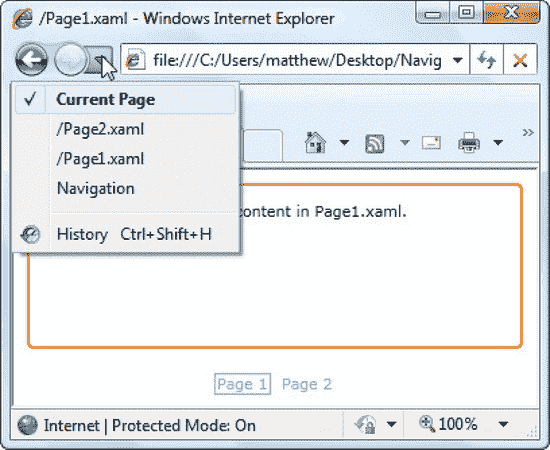 /Page1.xaml - Windows Internet Explorer
file:///C:/Users/matthew/Desktop/Navig
Current Page
/Page2.xaml
/Page1.xaml
Navigation
History Ctrl+Shift+H
content in Page1.xaml.
Page 1 Page 2
Internet | Protected Mode: On 100%